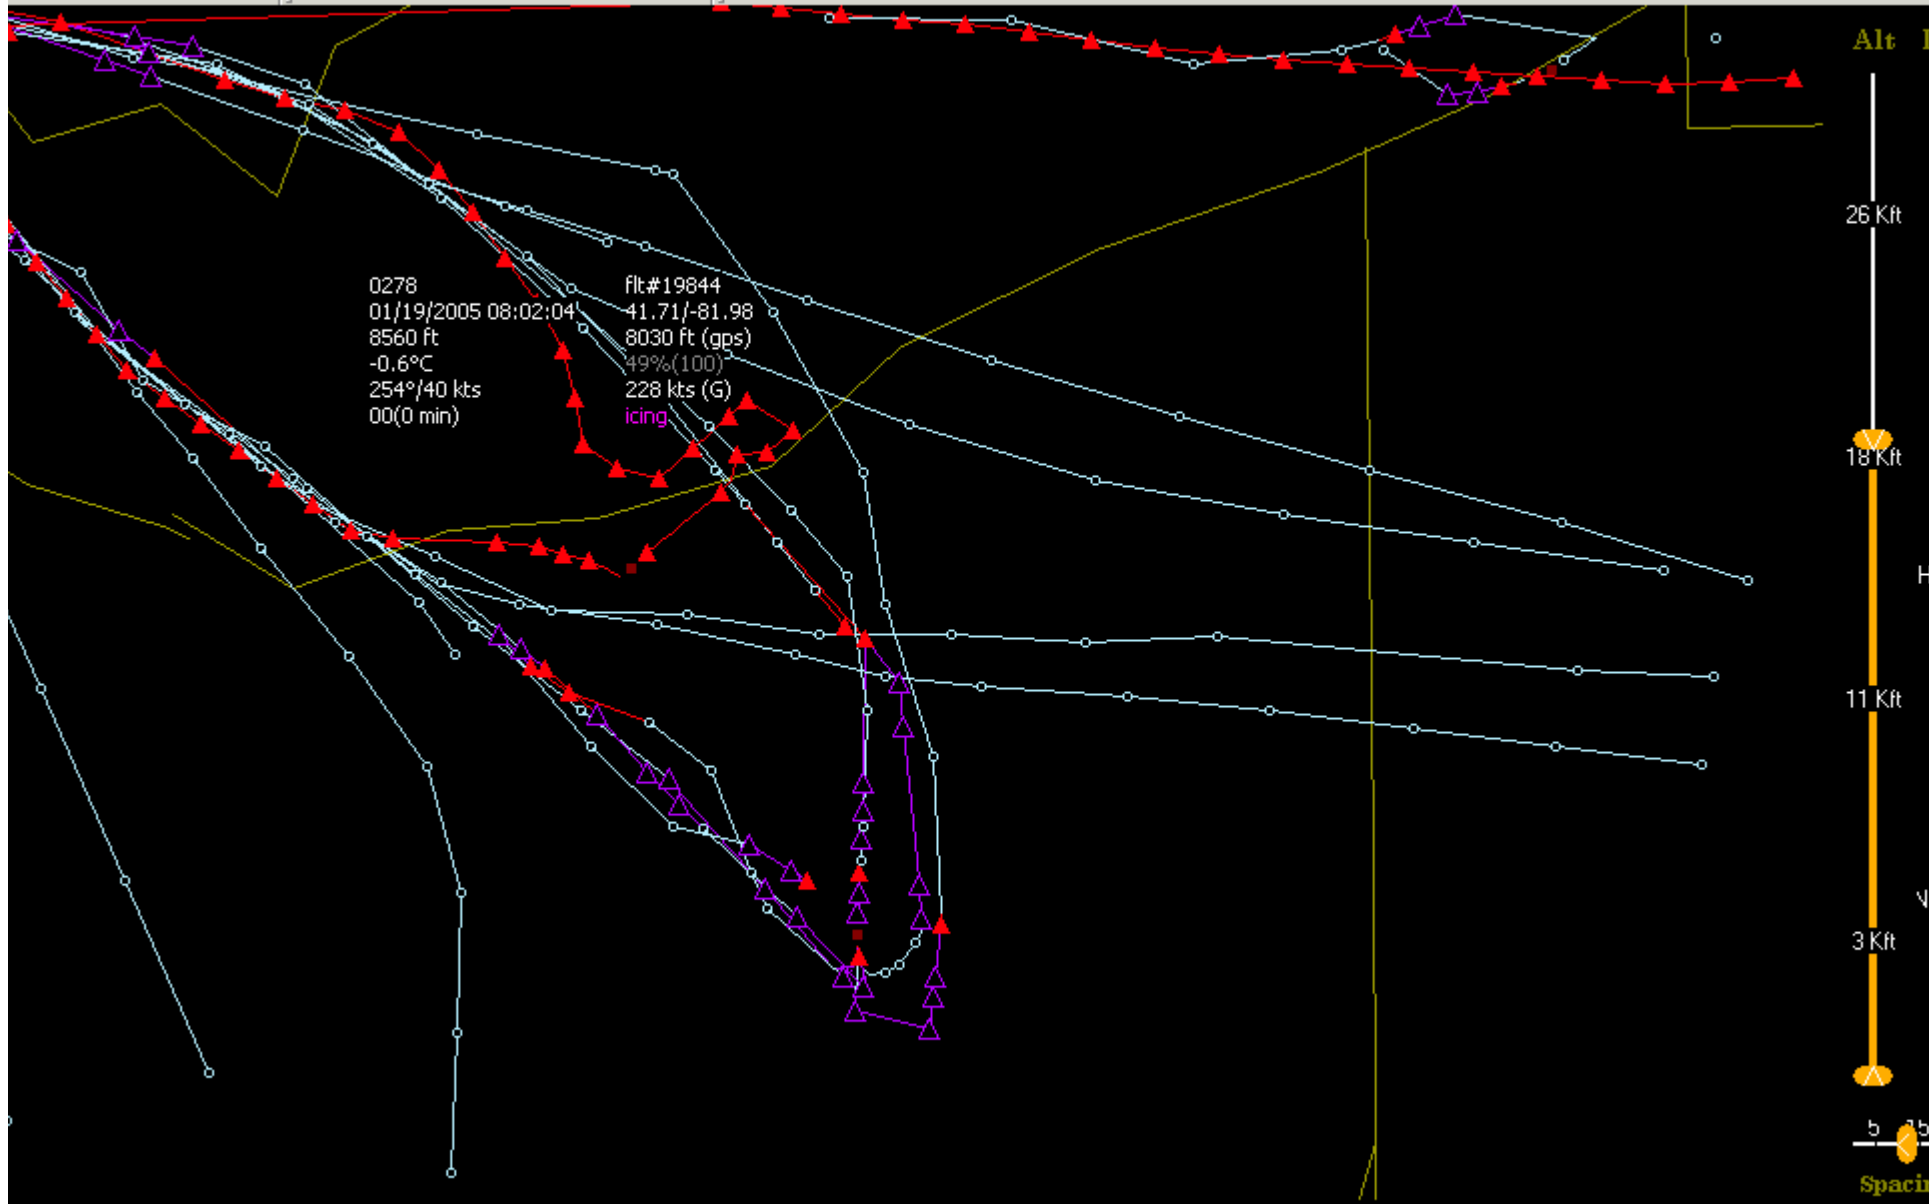 Alt
26 Kft
0278 flt#19844
01/19/2005 08:02:04 41.71/-81.98
8560 ft 8030 ft (gps)
-0.6°C 49%(100)
254°/40 kts 228 kts (G)
00(0 min) icing
18 Kft
11 Kft
3 Kft
5